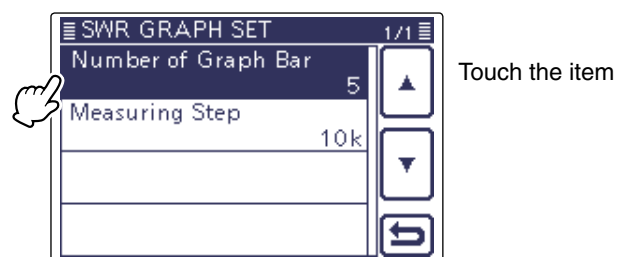 SWR GRAPH SET 1/1
Number of Graph Bar
5
Touch the item
Measuring Step
10k